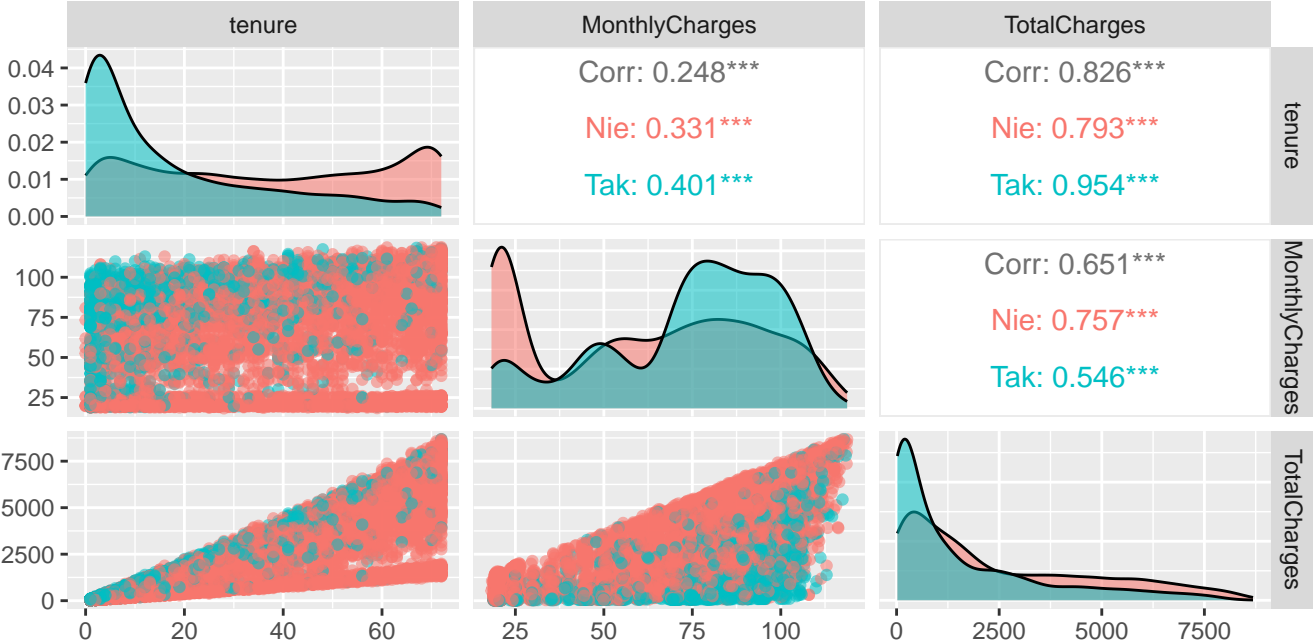 tenure MonthlyCharges TotalCharges
0.04
0.03
0.02
0.01
0.00
Corr: 0.248***
Nie: 0.331***
Tak: 0.401***
Corr: 0.826***
Nie: 0.793***
Tak: 0.954***
tenure
100
75
50
25
Corr: 0.651***
Nie: 0.757***
Tak: 0.546***
MonthlyCharges
7500
5000
2500
0
TotalCharges
0 20 40 60 25 50 75 100 0 2500 5000 7500